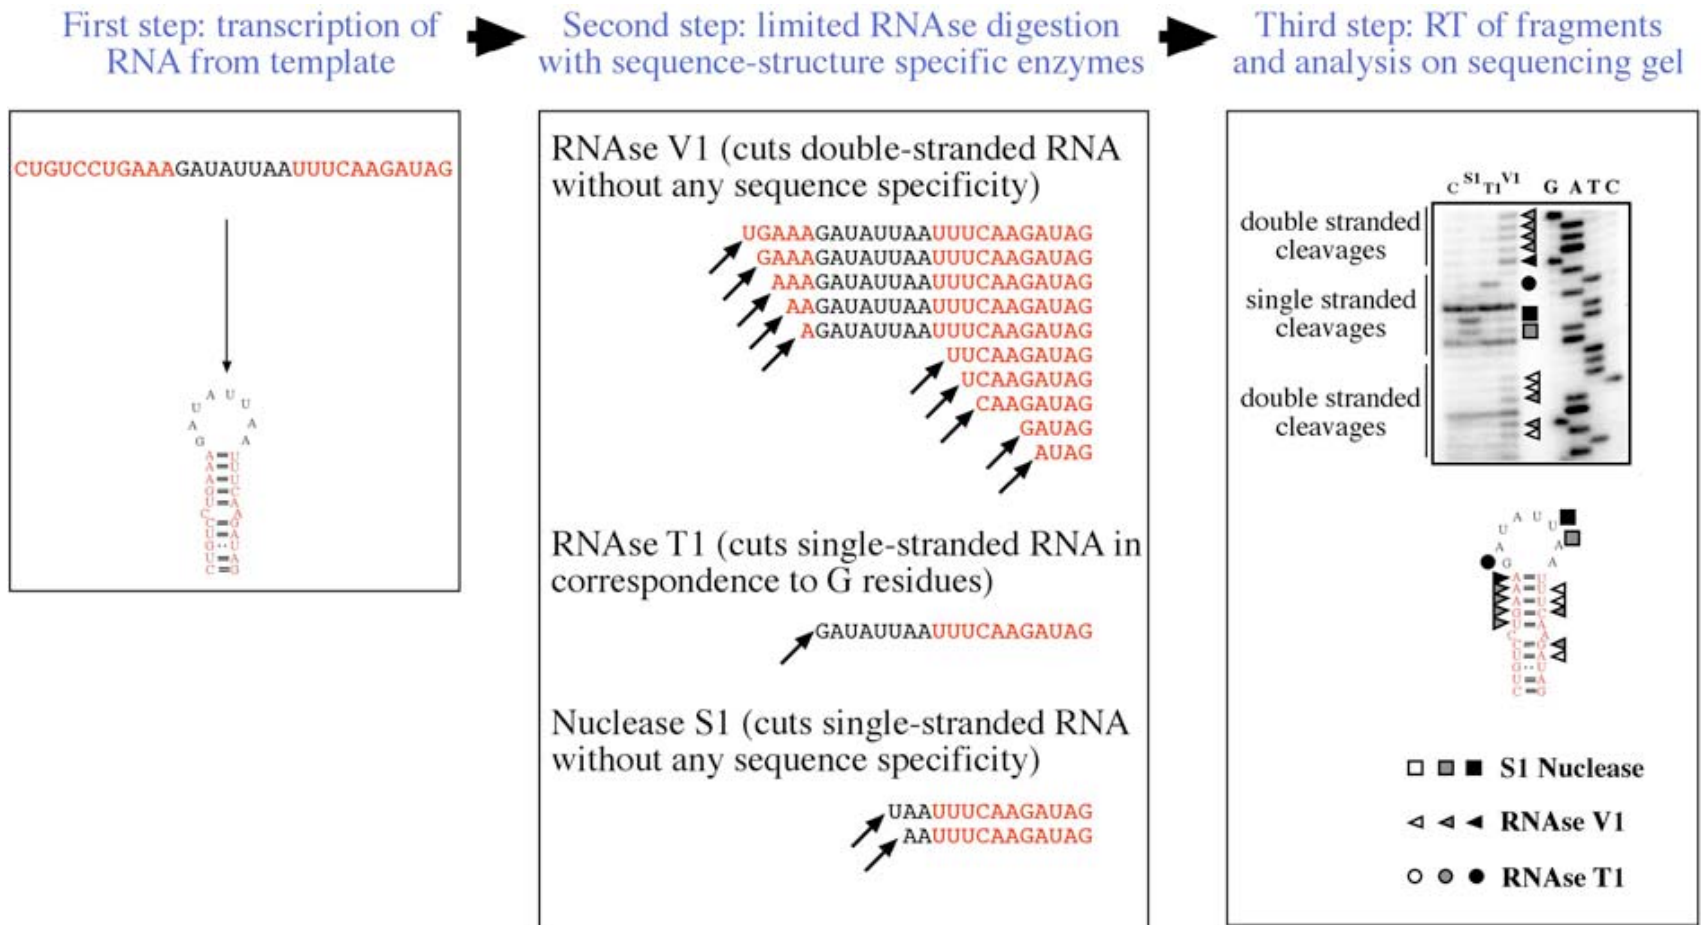 First step: transcription of
RNA from template
Second step: limited RNAse digestion
with sequence-structure specific enzymes
Third step: RT of fragments
and analysis on sequencing gel
CUGUCCUGAAAGAUAUUAAUUUCAAGAUAG
A U
U U
A A
G A
A U
A U
A U
G C
U A
C A
C G
U A
G U
U A
C G
RNAse V1 (cuts double-stranded RNA
without any sequence specificity)
UGAAAGAUAUUAAUUUCAAGAUAG
GAAAGAUAUUAAUUUCAAGAUAG
AAAGAUAUUAAUUUCAAGAUAG
AAGAUAUUAAUUUCAAGAUAG
AGAUAUUAAUUUCAAGAUAG
UUCAAGAUAG
UCAAGAUAG
CAAGAUAG
GAUAG
AUAG
RNAse T1 (cuts single-stranded RNA in
correspondence to G residues)
GAUAUUAAUUUCAAGAUAG
Nuclease S1 (cuts single-stranded RNA
without any sequence specificity)
UAAUUUCAAGAUAG
AAUUUCAAGAUAG
C S1 T1 V1 G A T C
double stranded
cleavages
single stranded
cleavages
double stranded
cleavages
A U
U U
A A
G A
A U
A U
A U
G C
U A
C A
C G
U A
G U
U A
C G
S1 Nuclease
RNAse V1
RNAse T1